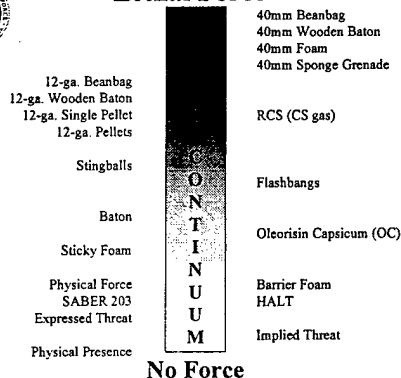 40mm Beanbag
40mm Wooden Baton
40mm Foam
40mm Sponge Grenade
12-ga. Beanbag
12-ga. Wooden Baton
12-ga. Single Pellet
12-ga. Pellets
RCS (CS gas)
Stingballs
Flashbangs
Baton
Oleorisin Capsicum (OC)
Sticky Foam
Physical Force
SABER 203
Expressed Threat
Barrier Foam
HALT
Implied Threat
Physical Presence
CONTINUUM
No Force